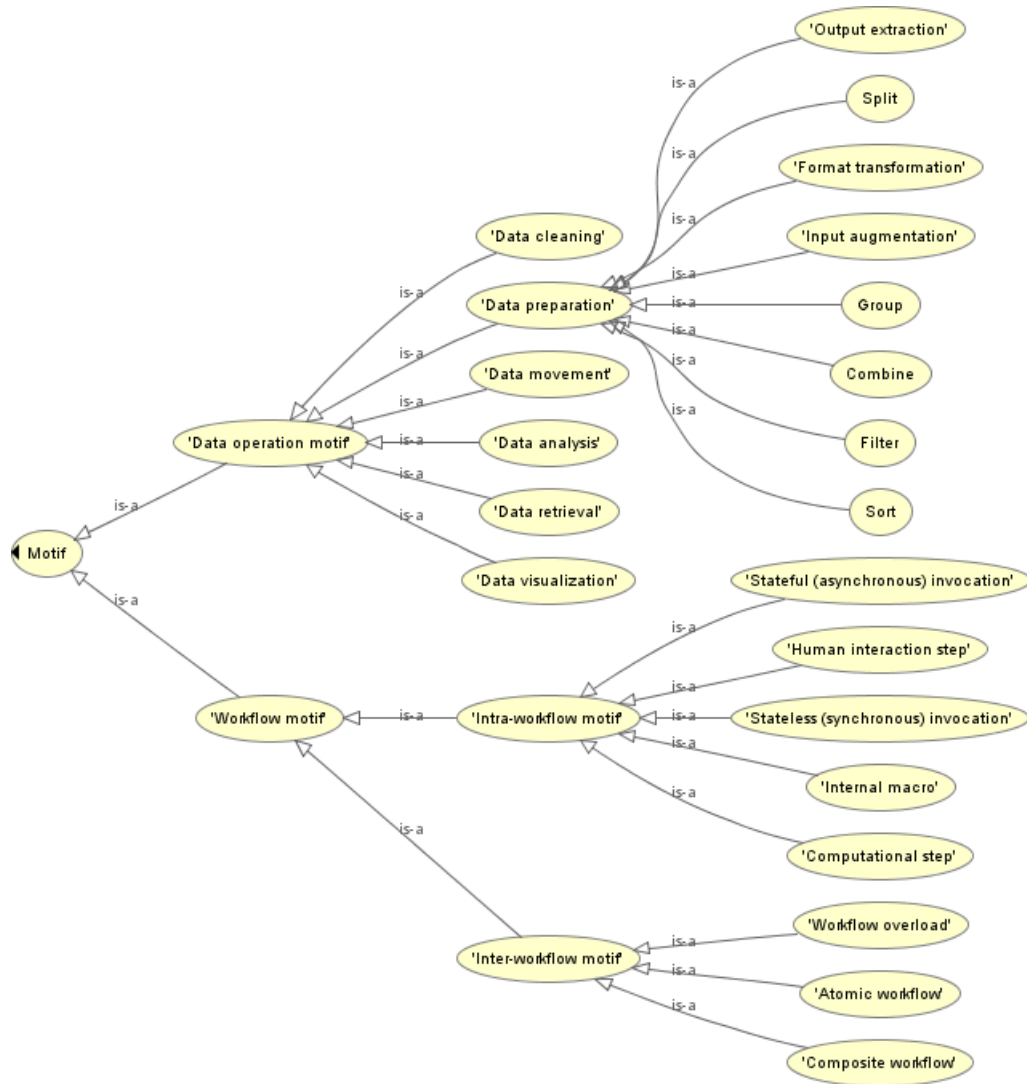 'Output extraction'
is-a
Split
is-a
'Format transformation'
is-a
'Data cleaning'
'Input augmentation'
is-a
is-a
'Data preparation'
is-a
Group
is-a
is-a
'Data movement'
is-a
Combine
is-a
is-a
'Data operation motif'
is-a
'Data analysis'
Filter
is-a
'Data retrieval'
Sort
is-a
is-a
Motif
'Data visualization'
'Stateful (asynchronous) invocation'
is-a
is-a
'Human interaction step'
is-a
'Workflow motif'
is-a
'Intra-workflow motif'
is-a
'Stateless (synchronous) invocation'
is-a
'Internal macro'
is-a
is-a
'Computational step'
'Workflow overload'
is-a
'Inter-workflow motif'
is-a
'Atomic workflow'
is-a
'Composite workflow'